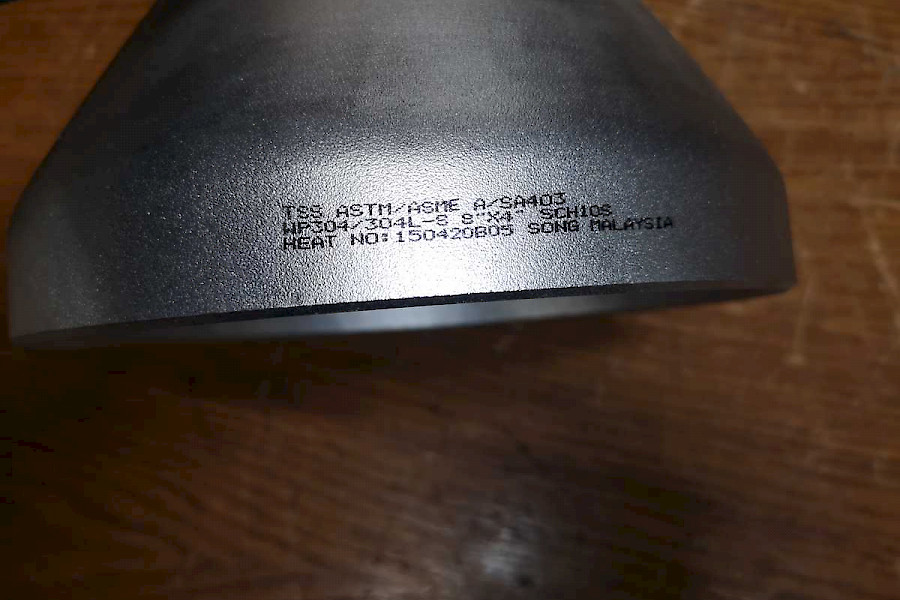 TSS ASTM/ASME A/SA403
WP304/304L-S 8"X4" SCH10S
HEAT NO:150420B05 SONG MALAYSIA